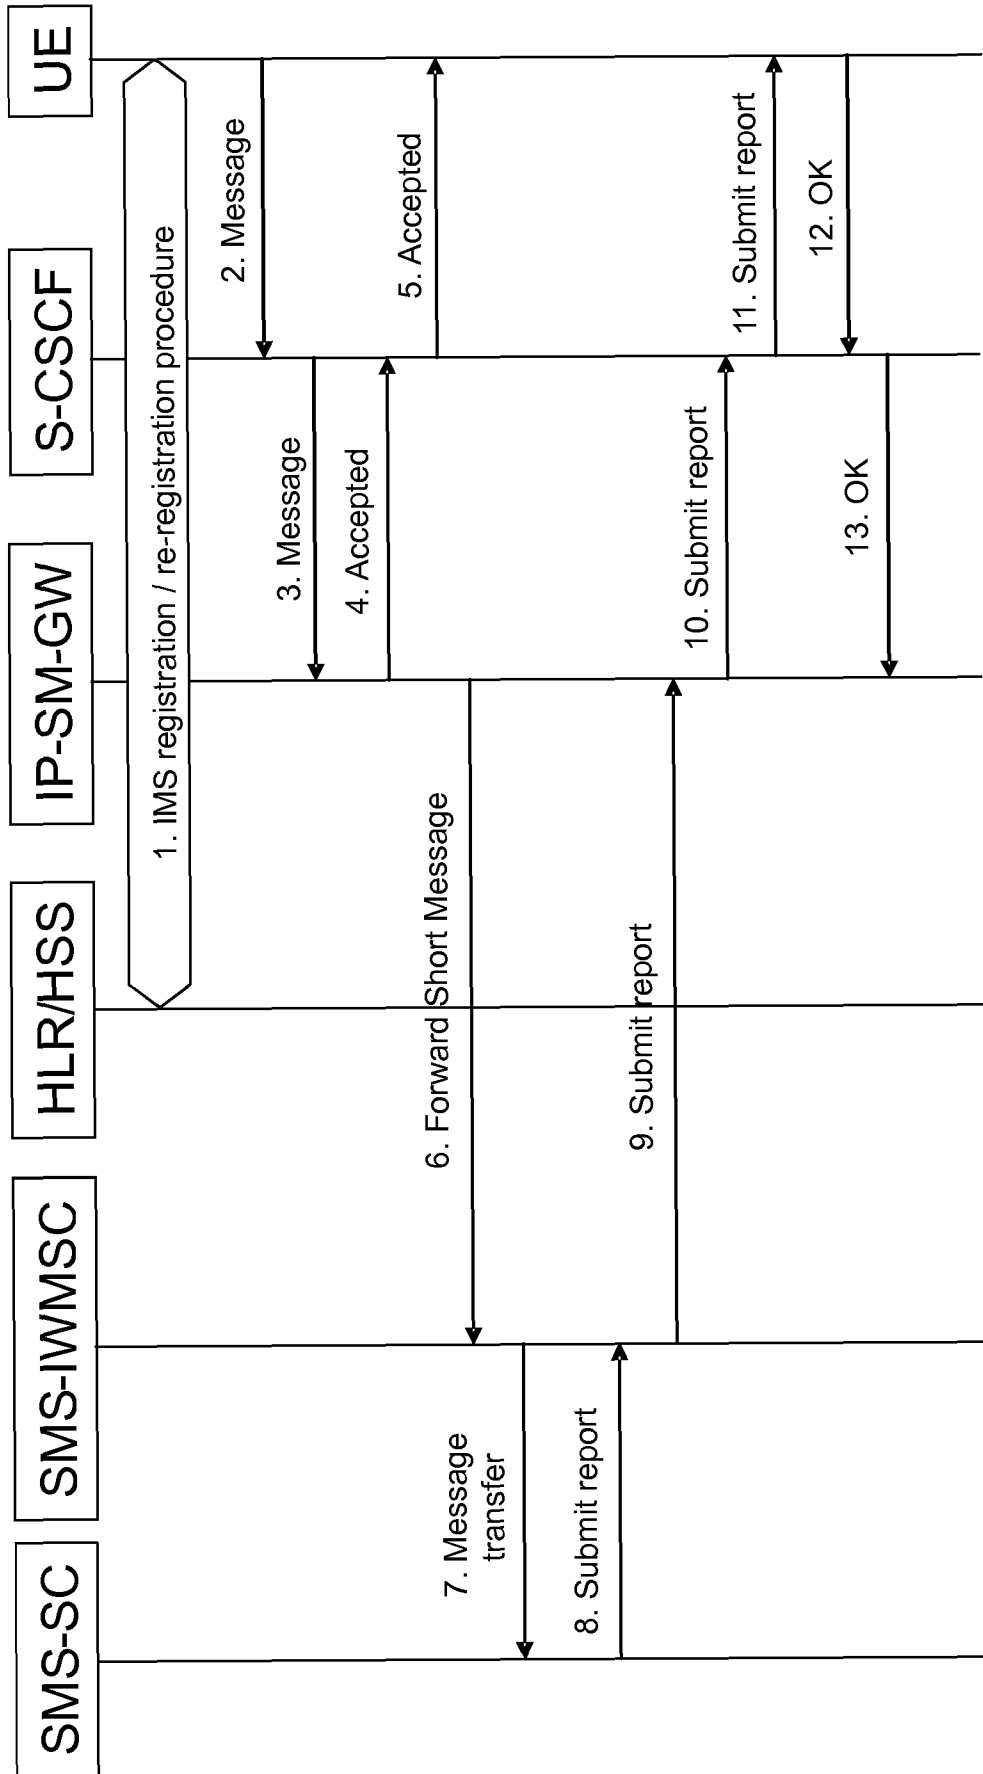 SMS-SC
SMS-IWMSC
HLR/HSS
IP-SM-GW
S-CSCF
UE
1. IMS registration / re-registration procedure
2. Message
3. Message
4. Accepted
5. Accepted
6. Forward Short Message
7. Message
transfer
8. Submit report
9. Submit report
10. Submit report
11. Submit report
12. OK
13. OK